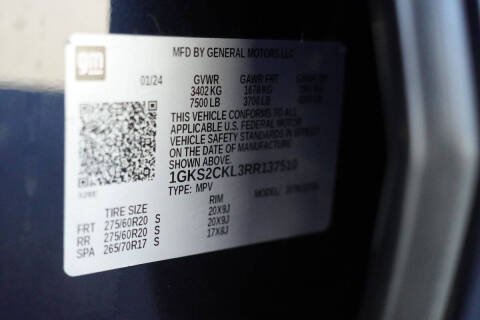 gm
MFD BY GENERAL MOTORS LLC
01/24 GVWR GAWR FRT
3402 KG 1678 KG
7500 LB 3700 LB
THIS VEHICLE CONFORMS TO ALL
APPLICABLE U.S. FEDERAL MOTOR
VEHICLE SAFETY STANDARDS IN EFFECT
ON THE DATE OF MANUFACTURE
SHOWN ABOVE.
1GKS2CKL3RR137510
TYPE: MPV MODEL:
TIRE SIZE RIM
FRT 275/60R20 S 20X9J
RR 275/60R20 S 20X9J
SPA 265/70R17 S 17X8J